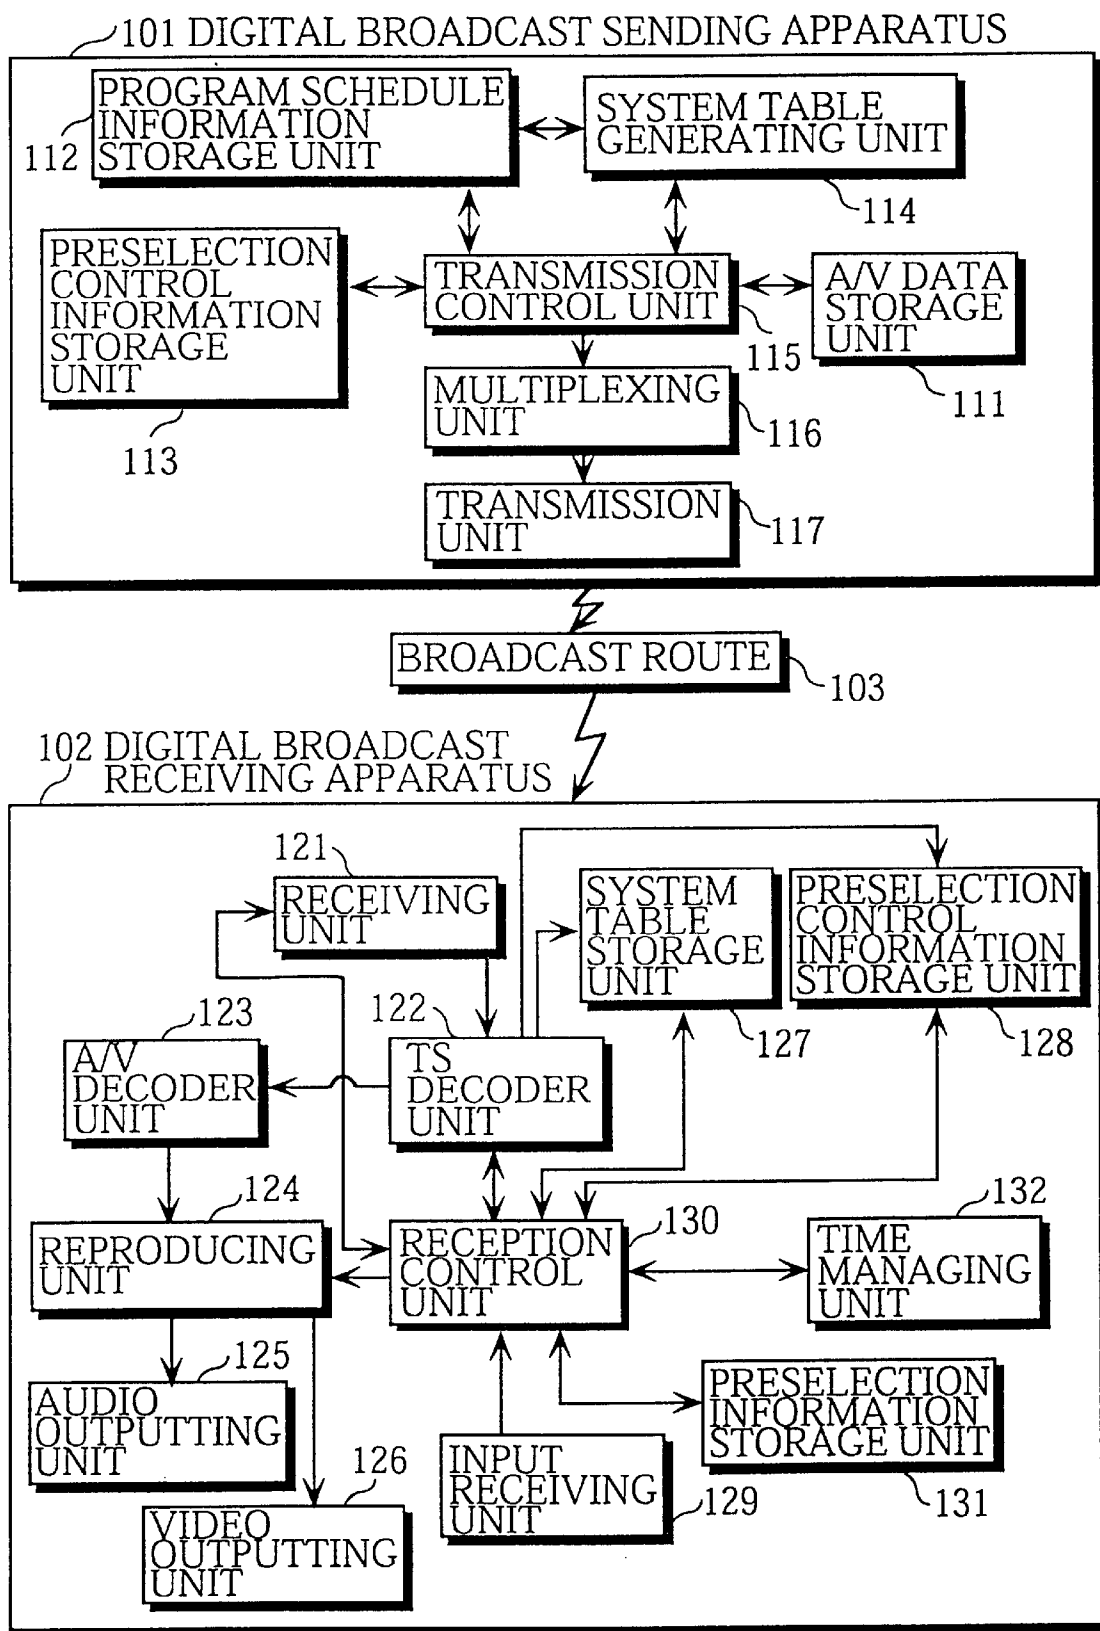 101 DIGITAL BROADCAST SENDING APPARATUS
PROGRAM SCHEDULE
INFORMATION
STORAGE UNIT
112
SYSTEM TABLE
GENERATING UNIT
114
PRESELECTION
CONTROL
INFORMATION
STORAGE
UNIT
113
TRANSMISSION
CONTROL UNIT
115
A/V DATA
STORAGE
UNIT
111
MULTIPLEXING
UNIT
116
TRANSMISSION
UNIT
117
BROADCAST ROUTE
103
102 DIGITAL BROADCAST
RECEIVING APPARATUS
121
RECEIVING
UNIT
SYSTEM
TABLE
STORAGE
UNIT
127
PRESELECTION
CONTROL
INFORMATION
STORAGE UNIT
128
123
A/V
DECODER
UNIT
122
TS
DECODER
UNIT
124
REPRODUCING
UNIT
RECEPTION
CONTROL
UNIT
130
132
TIME
MANAGING
UNIT
125
AUDIO
OUTPUTTING
UNIT
126
VIDEO
OUTPUTTING
UNIT
INPUT
RECEIVING
UNIT
129
PRESELECTION
INFORMATION
STORAGE UNIT
131